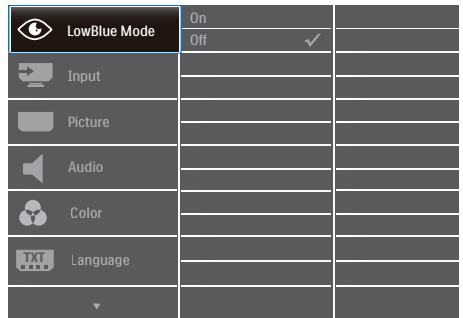 LowBlue Mode
On
Off
Input
Picture
Audio
Color
TXT
Language